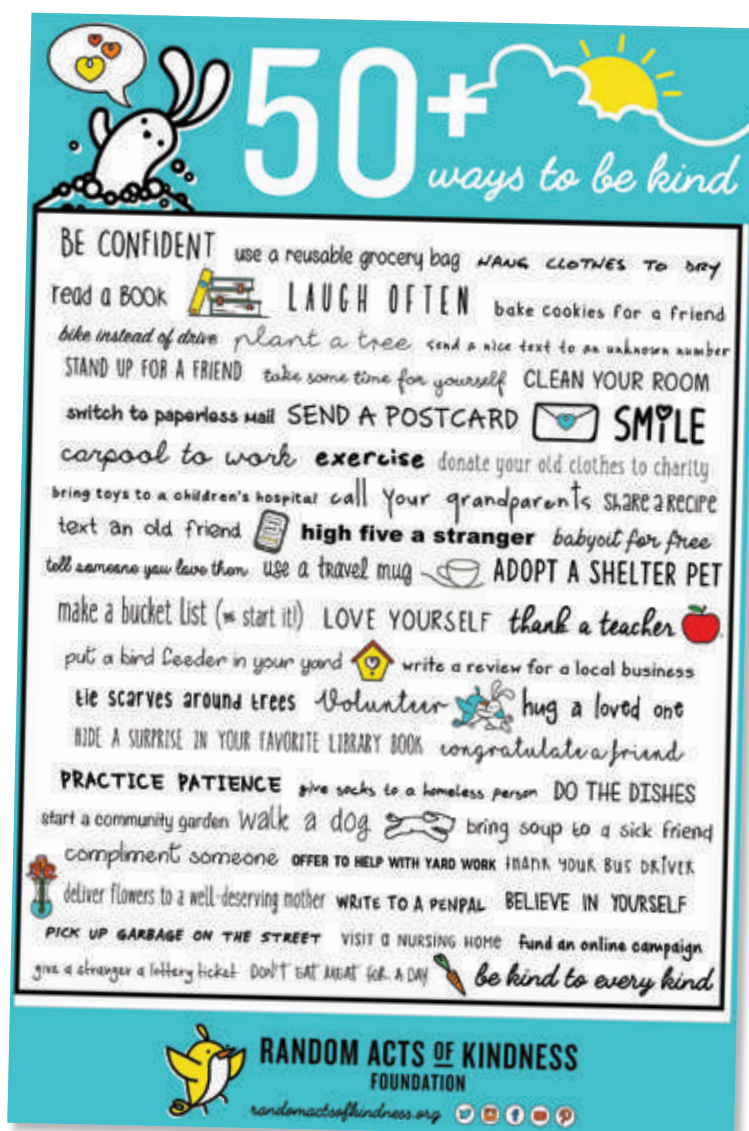 50+
ways to be kind
BE CONFIDENT use a reusable grocery bag HANG CLOTHES TO DRY
read a BOOK LAUGH OFTEN bake cookies for a friend
bike instead of drive plant a tree send a nice text to an unknown number
STAND UP FOR A FRIEND take some time for yourself CLEAN YOUR ROOM
switch to paperless mail SEND A POSTCARD SMILE
carpool to work exercise donate your old clothes to charity
bring toys to a children's hospital call your grandparents SHARE a RECIPE
text an old friend high five a stranger babysit for free
tell someone you love them use a travel mug ADOPT A SHELTER PET
make a bucket list (& start it!) LOVE YOURSELF thank a teacher
put a bird feeder in your yard write a review for a local business
tie scarves around trees Volunteer hug a loved one
HIDE A SURPRISE IN YOUR FAVORITE LIBRARY BOOK congratulate a friend
PRACTICE PATIENCE give socks to a homeless person DO THE DISHES
start a community garden walk a dog bring soup to a sick friend
compliment someone OFFER TO HELP WITH YARD WORK THANK YOUR BUS DRIVER
deliver flowers to a well-deserving mother WRITE TO A PENPAL BELIEVE IN YOURSELF
PICK UP GARBAGE ON THE STREET VISIT a NURSING HOME fund an online campaign
give a stranger a lottery ticket DON'T EAT MEAT FOR A DAY be kind to every kind
RANDOM ACTS OF KINDNESS
FOUNDATION
randomactsofkindness.org